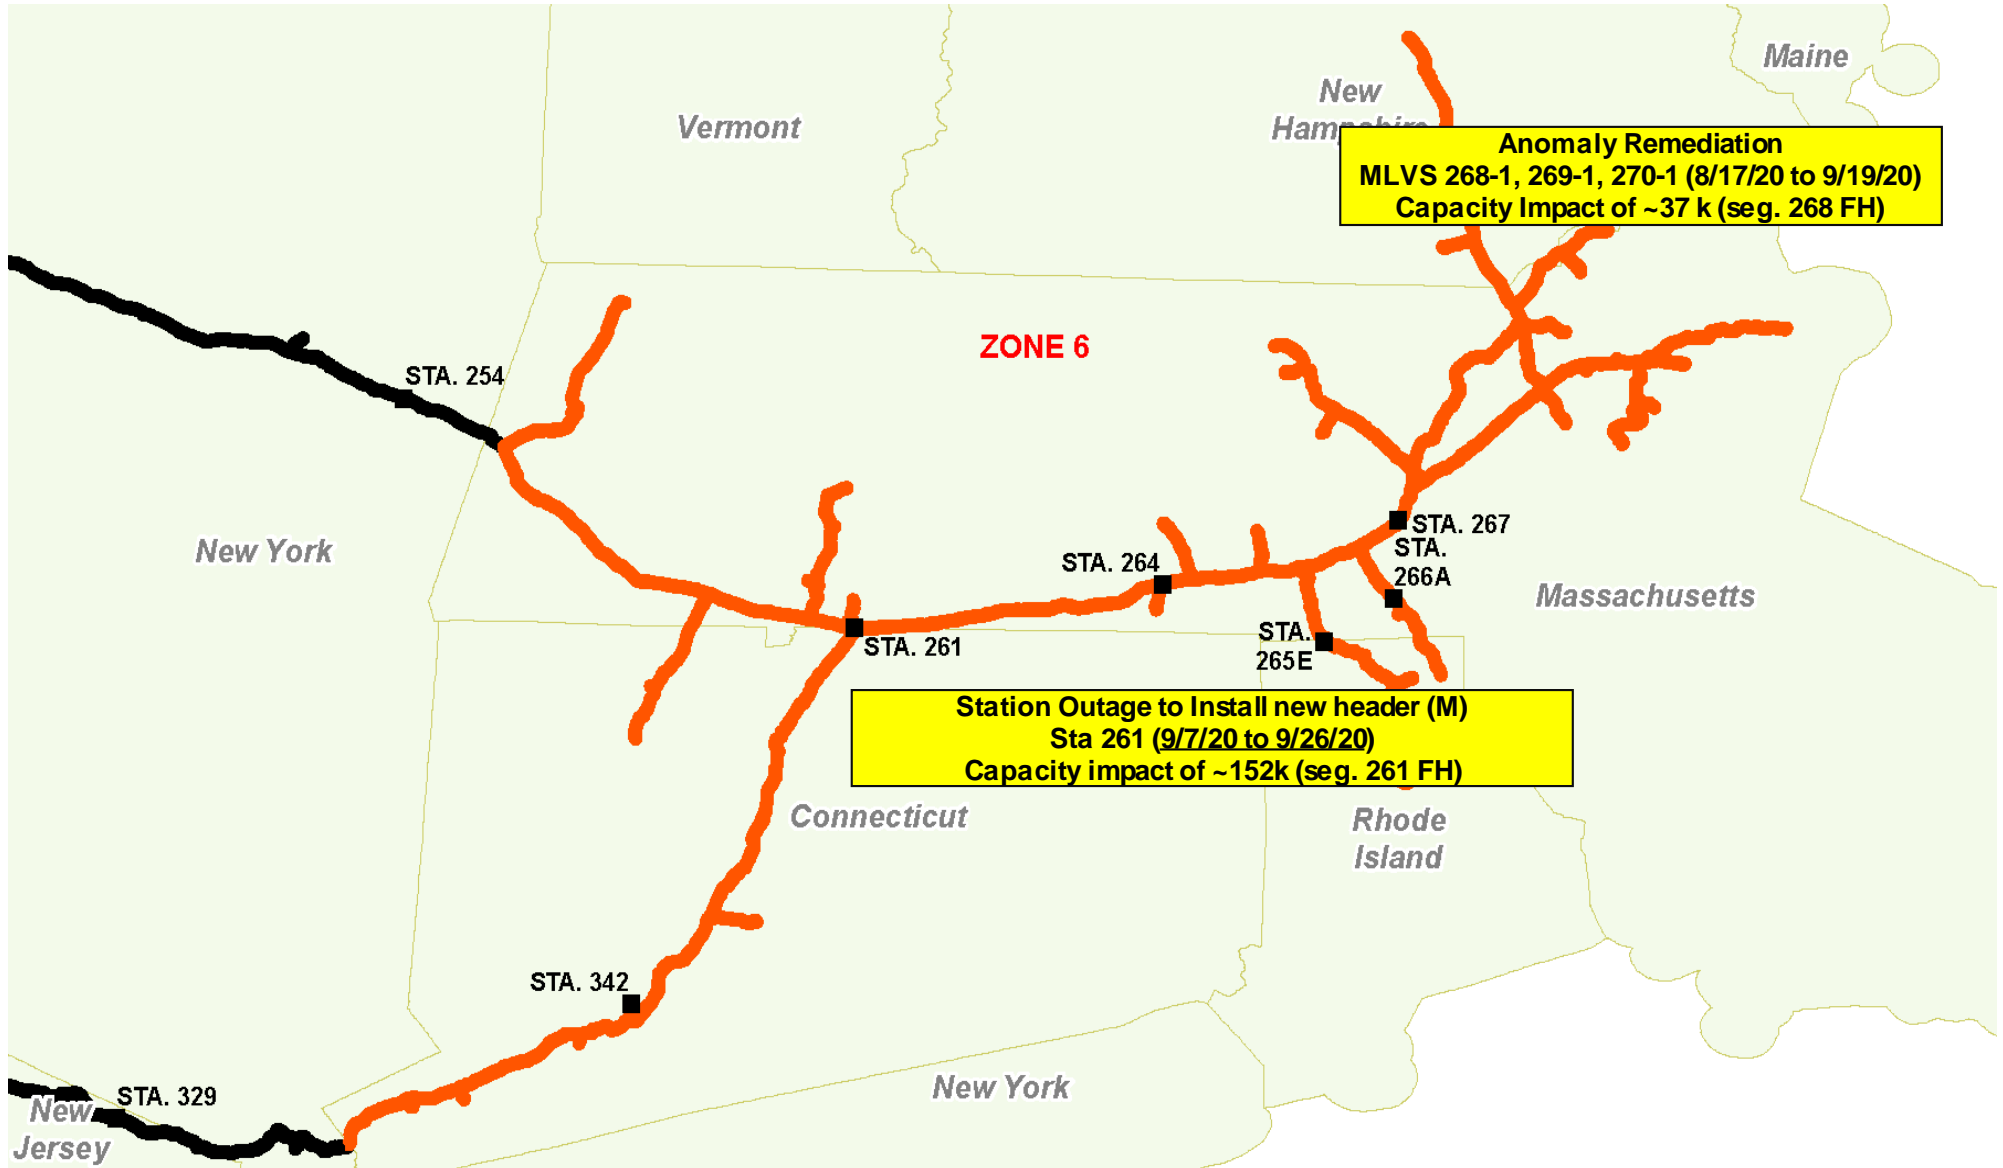 Maine
New
Hampshire
Vermont
Anomaly Remediation
MLVS 268-1, 269-1, 270-1 (8/17/20 to 9/19/20)
Capacity Impact of ~37 k (seg. 268 FH)
ZONE 6
STA. 254
New York
STA. 267
STA.
266A
STA. 264
Massachusetts
STA. 261
STA.
265E
Station Outage to Install new header (M)
Sta 261 (9/7/20 to 9/26/20)
Capacity impact of ~152k (seg. 261 FH)
Connecticut
Rhode
Island
STA. 342
New York
STA. 329
New
Jersey